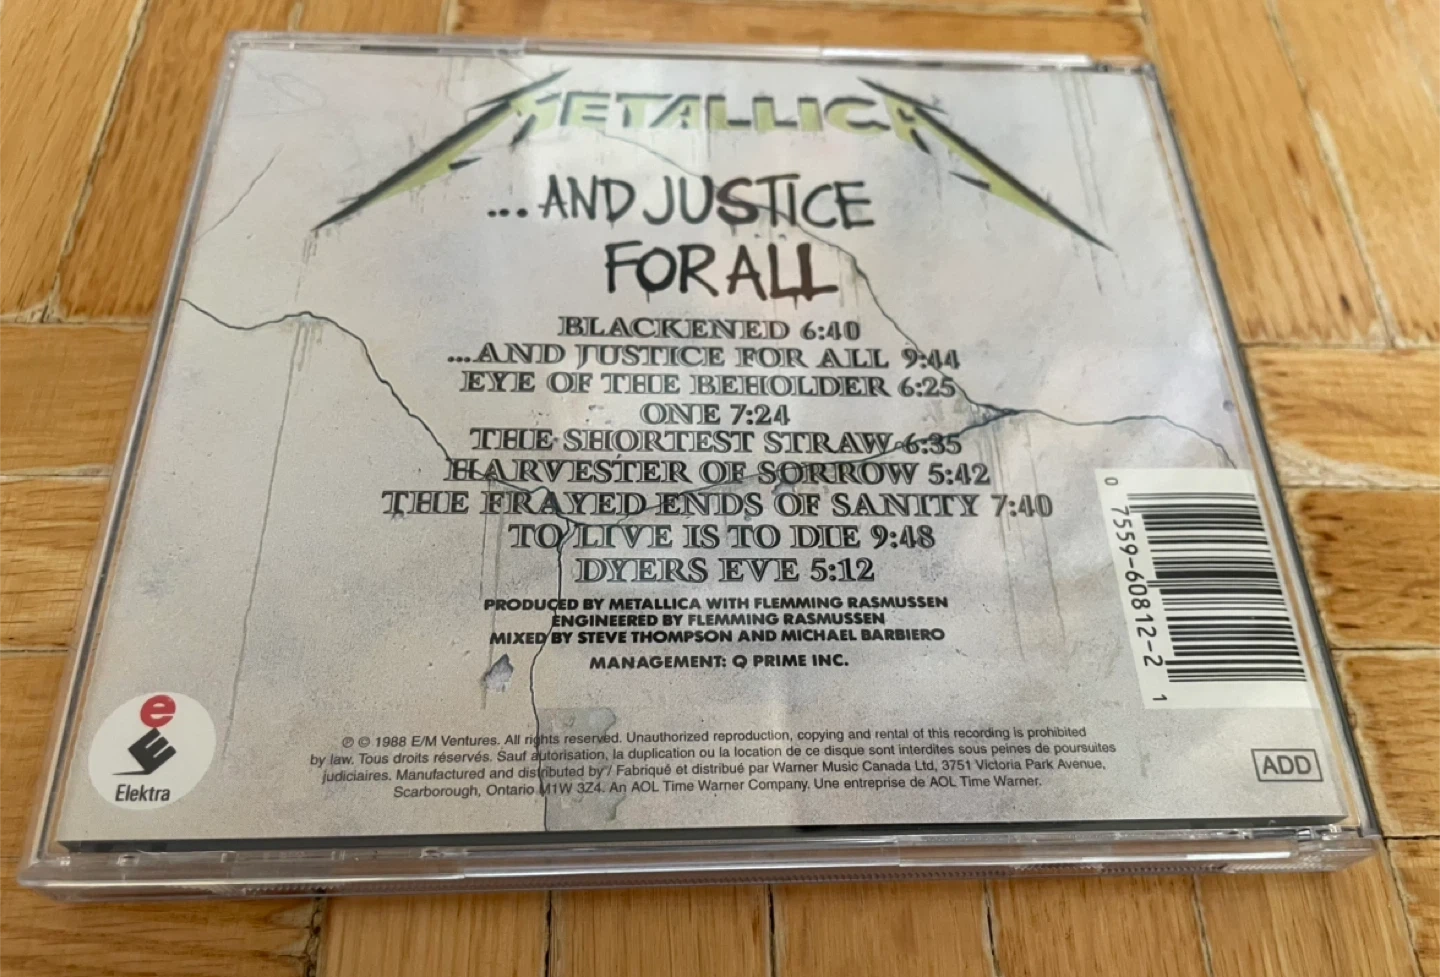 METALLICA
...AND JUSTICE
FOR ALL
BLACKENED 6:40
...AND JUSTICE FOR ALL 9:44
EYE OF THE BEHOLDER 6:25
ONE 7:24
THE SHORTEST STRAW 6:35
HARVESTER OF SORROW 5:42
THE FRAYED ENDS OF SANITY 7:40
TO LIVE IS TO DIE 9:48
DYERS EVE 5:12
PRODUCED BY METALLICA WITH FLEMMING RASMUSSEN
ENGINEERED BY FLEMMING RASMUSSEN
MIXED BY STEVE THOMPSON AND MICHAEL BARBIERO
MANAGEMENT: Q PRIME INC.
0 7559-60812-2 1
e
E
Elektra
℗ © 1988 E/M Ventures. All rights reserved. Unauthorized reproduction, copying and rental of this recording is prohibited
by law. Tous droits réservés. Sauf autorisation, la duplication ou la location de ce disque sont interdites sous peines de poursuites
judiciaires. Manufactured and distributed by / Fabriqué et distribué par Warner Music Canada Ltd, 3751 Victoria Park Avenue,
Scarborough, Ontario M1W 3Z4. An AOL Time Warner Company. Une entreprise de AOL Time Warner.
ADD